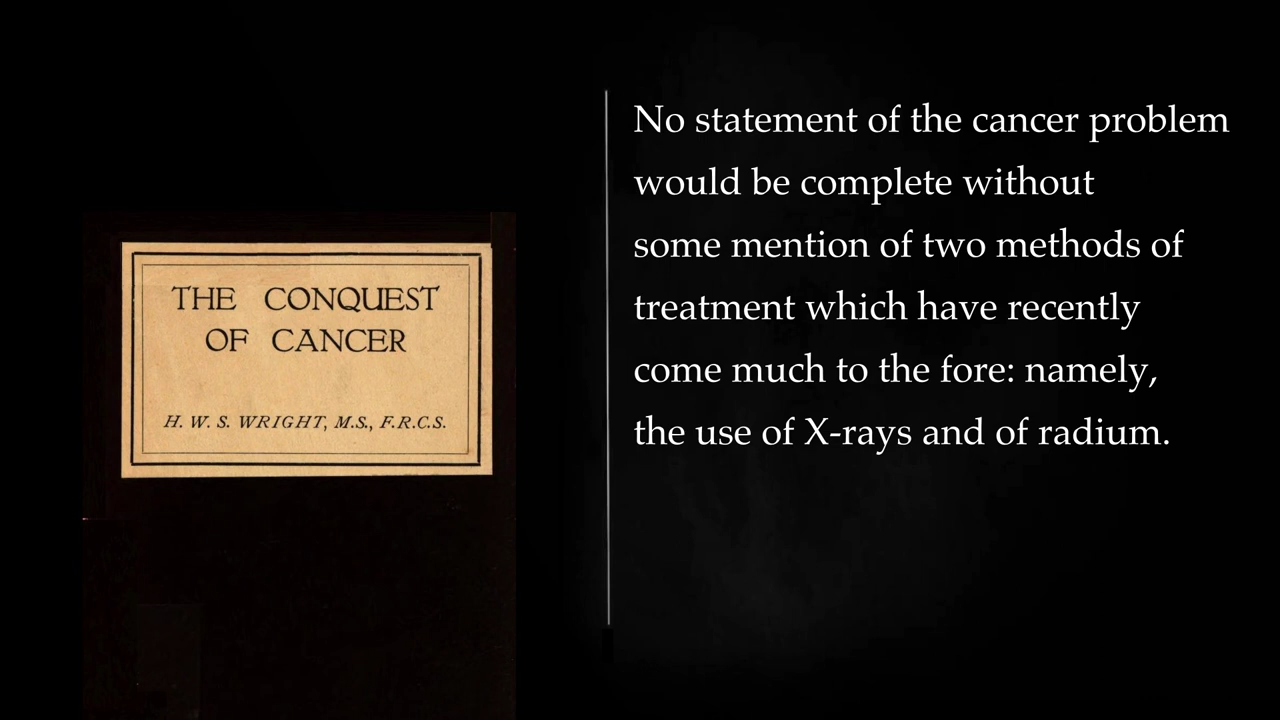 THE CONQUEST
OF CANCER
H. W. S. WRIGHT, M.S., F.R.C.S.
No statement of the cancer problem
would be complete without
some mention of two methods of
treatment which have recently
come much to the fore: namely,
the use of X-rays and of radium.